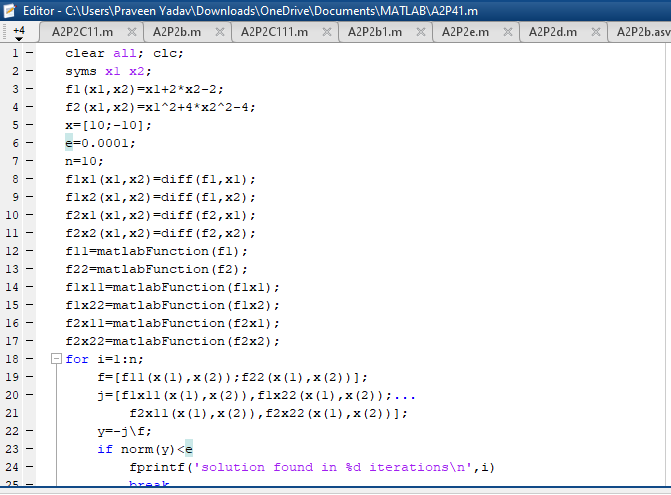 Editor - C:\Users\Praveen Yadav\Downloads\OneDrive\Documents\MATLAB\A2P41.m
+4 A2P2C11.m A2P2b.m A2P2C111.m A2P2b1.m A2P2e.m A2P2d.m A2P2b.asv
1 clear all; clc;
2 syms x1 x2;
3 f1(x1,x2)=x1+2*x2-2;
4 f2(x1,x2)=x1^2+4*x2^2-4;
5 x=[10;-10];
6 e=0.0001;
7 n=10;
8 f1x1(x1,x2)=diff(f1,x1);
9 f1x2(x1,x2)=diff(f1,x2);
10 f2x1(x1,x2)=diff(f2,x1);
11 f2x2(x1,x2)=diff(f2,x2);
12 f11=matlabFunction(f1);
13 f22=matlabFunction(f2);
14 f1x11=matlabFunction(f1x1);
15 f1x22=matlabFunction(f1x2);
16 f2x11=matlabFunction(f2x1);
17 f2x22=matlabFunction(f2x2);
18 for i=1:n;
19 f=[f11(x(1),x(2));f22(x(1),x(2))];
20 j=[f1x11(x(1),x(2)),f1x22(x(1),x(2));...
21 f2x11(x(1),x(2)),f2x22(x(1),x(2))];
22 y=-j\f;
23 if norm(y)<e
24 fprintf('solution found in %d iterations\n',i)
25 break